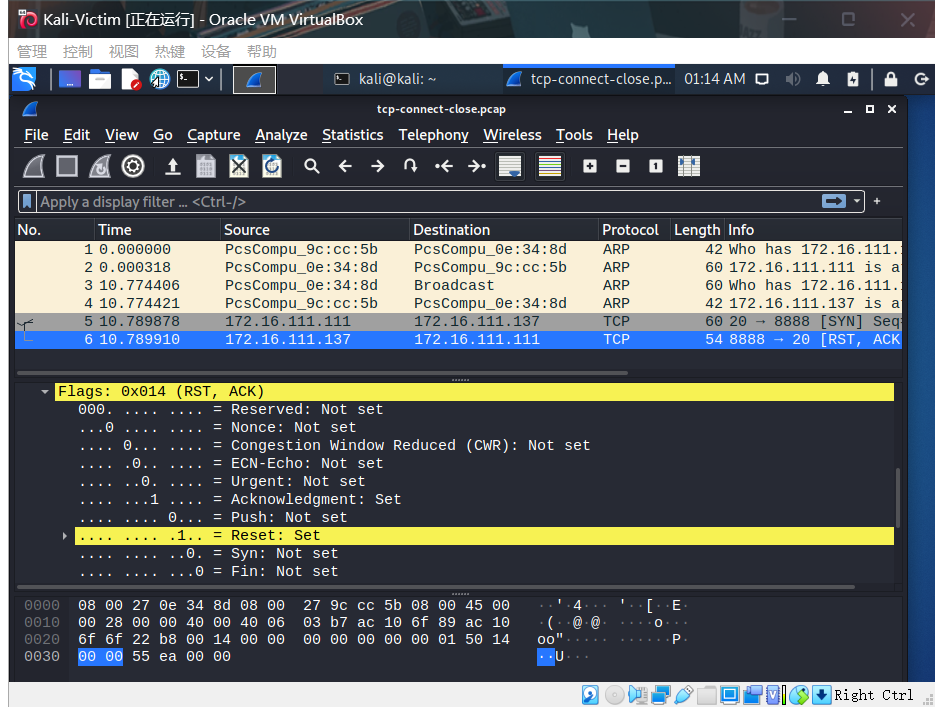 Kali-Victim [正在运行] - Oracle VM VirtualBox
管理 控制 视图 热键 设备 帮助
kali@kali: ~ tcp-connect-close.p... 01:14 AM
tcp-connect-close.pcap
File Edit View Go Capture Analyze Statistics Telephony Wireless Tools Help
Apply a display filter ... <Ctrl-/> +
No. Time Source Destination Protocol Length Info
1 0.000000 PcsCompu_9c:cc:5b PcsCompu_0e:34:8d ARP 42 Who has 172.16.111.
2 0.000318 PcsCompu_0e:34:8d PcsCompu_9c:cc:5b ARP 60 172.16.111.111 is a
3 10.774406 PcsCompu_0e:34:8d Broadcast ARP 60 Who has 172.16.111.
4 10.774421 PcsCompu_9c:cc:5b PcsCompu_0e:34:8d ARP 42 172.16.111.137 is a
5 10.789878 172.16.111.111 172.16.111.137 TCP 60 20 → 8888 [SYN] Seq=
6 10.789910 172.16.111.137 172.16.111.111 TCP 54 8888 → 20 [RST, ACK
Flags: 0x014 (RST, ACK)
000. .... .... = Reserved: Not set
...0 .... .... = Nonce: Not set
.... 0... .... = Congestion Window Reduced (CWR): Not set
.... .0.. .... = ECN-Echo: Not set
.... ..0. .... = Urgent: Not set
.... ...1 .... = Acknowledgment: Set
.... .... 0... = Push: Not set
.... .... .1.. = Reset: Set
.... .... ..0. = Syn: Not set
.... .... ...0 = Fin: Not set
0000 08 00 27 0e 34 8d 08 00 27 9c cc 5b 08 00 45 00 ··'·4··· '··[··E·
0010 00 28 00 00 40 00 40 06 03 b7 ac 10 6f 89 ac 10 ·(··@·@· ····o···
0020 6f 6f 22 b8 00 14 00 00 00 00 00 00 00 01 50 14 oo"····· ······P·
0030 00 00 55 ea 00 00 ··U···
Right Ctrl